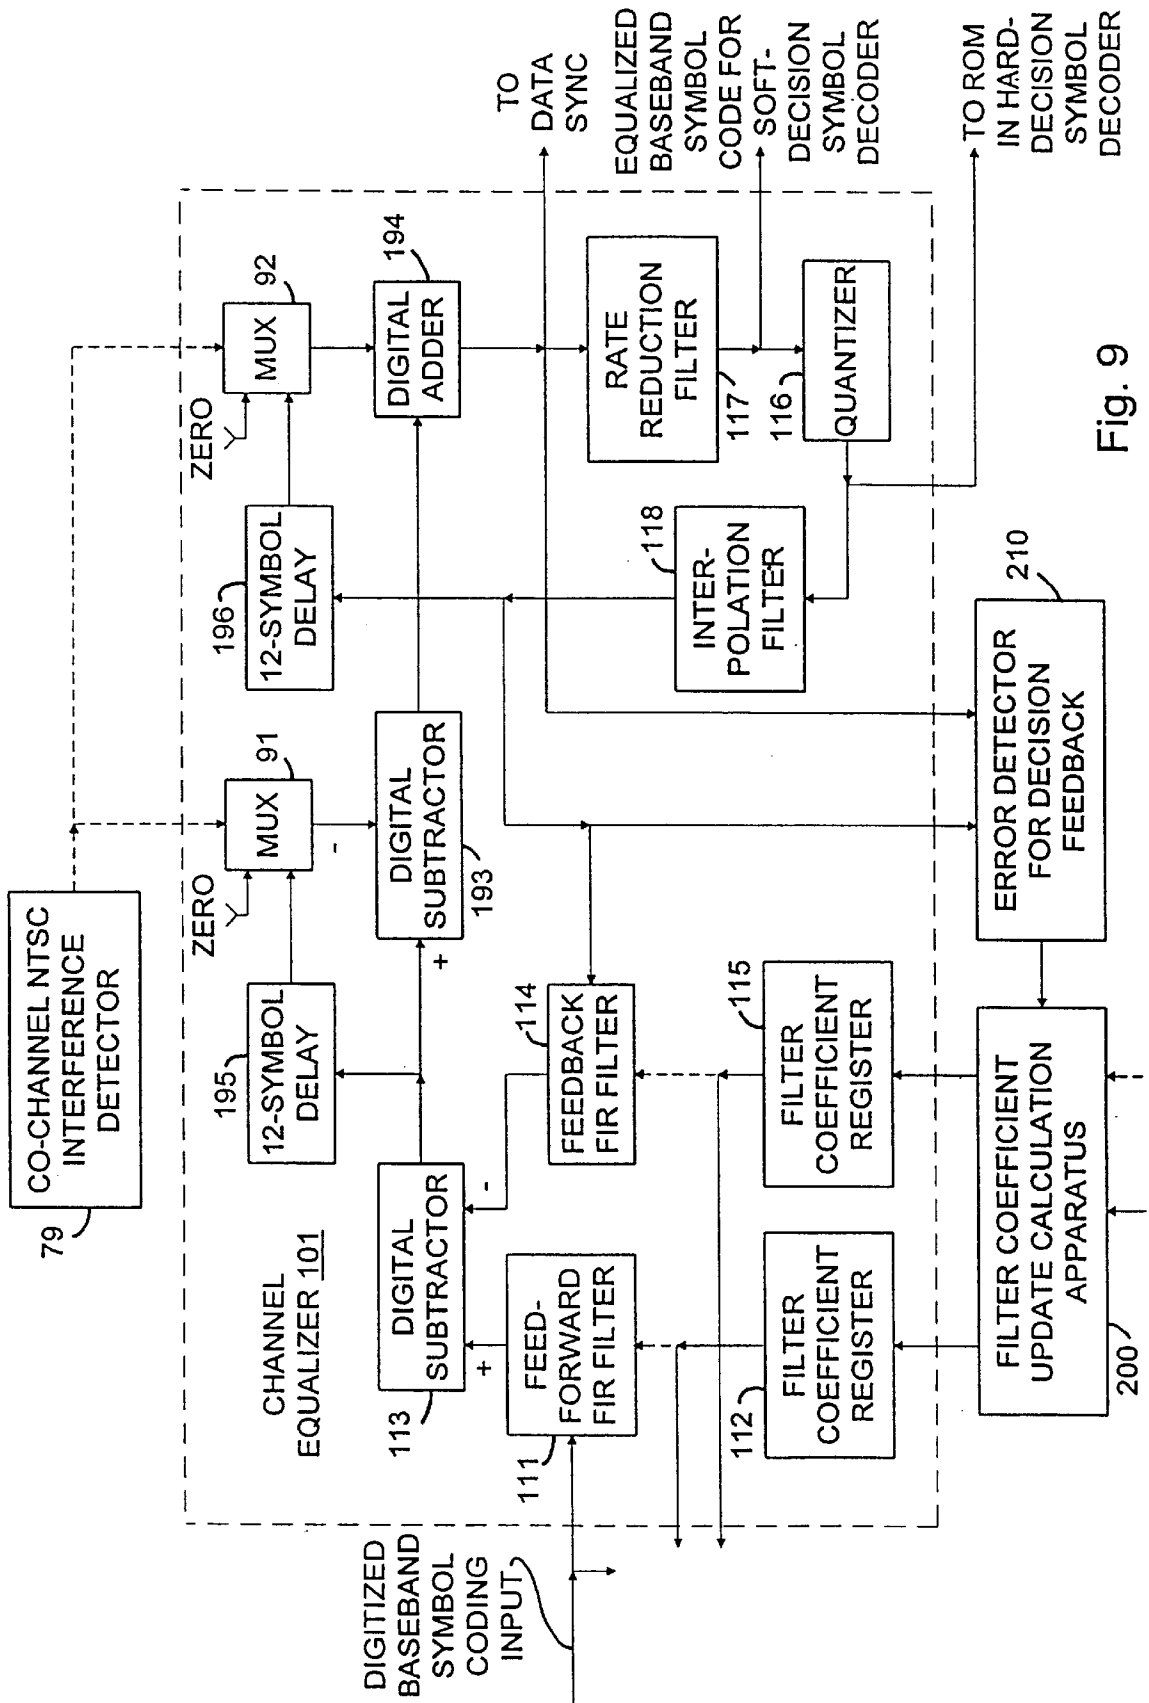 CO-CHANNEL NTSC
INTERFERENCE
DETECTOR
79
CHANNEL
EQUALIZER 101
195
12-SYMBOL
DELAY
ZERO
MUX
91
196
12-SYMBOL
DELAY
ZERO
MUX
92
-
113
DIGITAL
SUBTRACTOR
+
-
+
DIGITAL
SUBTRACTOR
193
DIGITAL
ADDER
194
TO
DATA
SYNC
DIGITIZED
BASEBAND
SYMBOL
CODING
INPUT
111
FEED-
FORWARD
FIR FILTER
114
FEEDBACK
FIR FILTER
118
INTER-
POLATION
FILTER
RATE
REDUCTION
FILTER
117
EQUALIZED
BASEBAND
SYMBOL
CODE FOR
SOFT-
DECISION
SYMBOL
DECODER
112
FILTER
COEFFICIENT
REGISTER
115
FILTER
COEFFICIENT
REGISTER
116
QUANTIZER
TO ROM
IN HARD-
DECISION
SYMBOL
DECODER
FILTER COEFFICIENT
UPDATE CALCULATION
APPARATUS
200
ERROR DETECTOR
FOR DECISION
FEEDBACK
210
Fig. 9